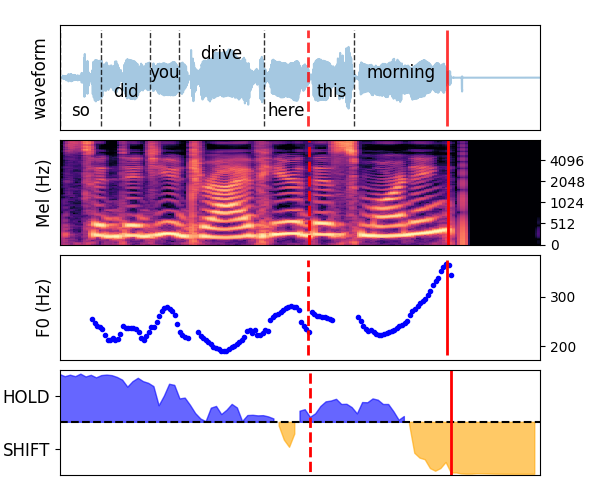 waveform
so
did
you
drive
here
this
morning
Mel (Hz)
4096
2048
1024
512
0
F0 (Hz)
300
200
HOLD
SHIFT